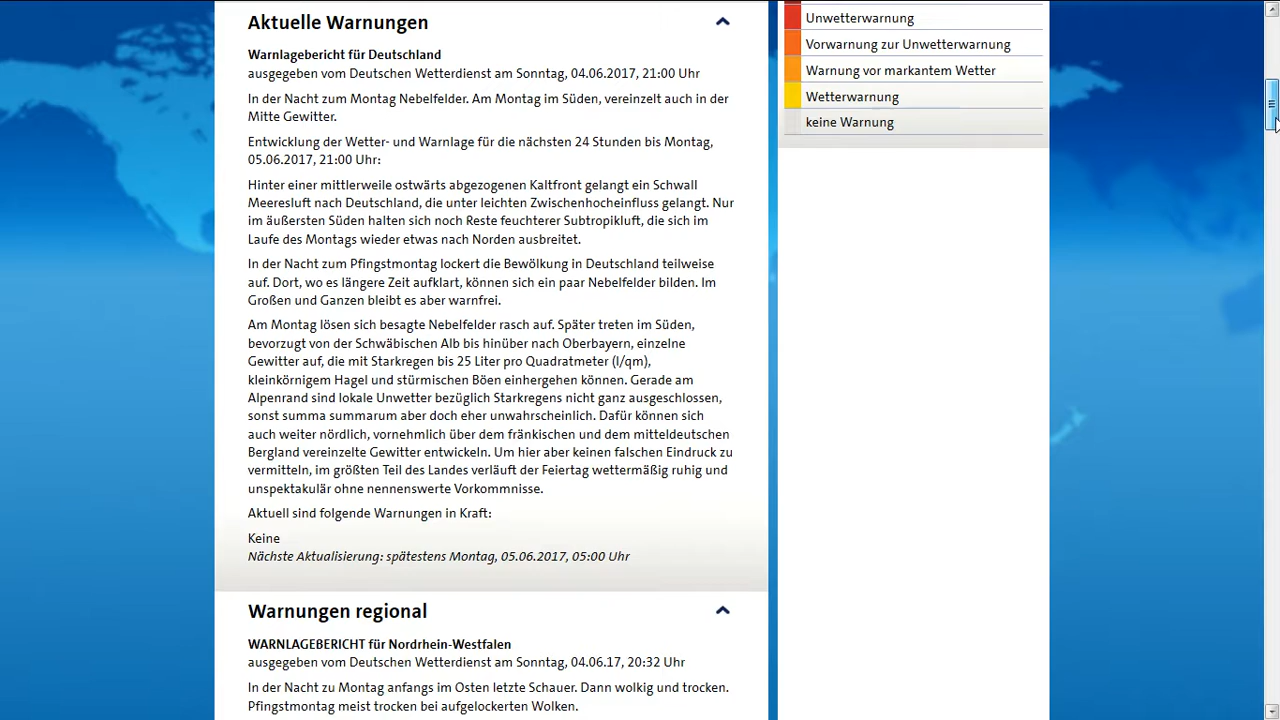 Aktuelle Warnungen
Warnlagebericht für Deutschland
ausgegeben vom Deutschen Wetterdienst am Sonntag, 04.06.2017, 21:00 Uhr
In der Nacht zum Montag Nebelfelder. Am Montag im Süden, vereinzelt auch in der
Mitte Gewitter.
Entwicklung der Wetter- und Warnlage für die nächsten 24 Stunden bis Montag,
05.06.2017, 21:00 Uhr:
Hinter einer mittlerweile ostwärts abgezogenen Kaltfront gelangt ein Schwall
Meeresluft nach Deutschland, die unter leichten Zwischenhocheinfluss gelangt. Nur
im äußersten Süden halten sich noch Reste feuchterer Subtropikluft, die sich im
Laufe des Montags wieder etwas nach Norden ausbreitet.
In der Nacht zum Pfingstmontag lockert die Bewölkung in Deutschland teilweise
auf. Dort, wo es längere Zeit aufklart, können sich ein paar Nebelfelder bilden. Im
Großen und Ganzen bleibt es aber warnfrei.
Am Montag lösen sich besagte Nebelfelder rasch auf. Später treten im Süden,
bevorzugt von der Schwäbischen Alb bis hinüber nach Oberbayern, einzelne
Gewitter auf, die mit Starkregen bis 25 Liter pro Quadratmeter (l/qm),
kleinkörnigem Hagel und stürmischen Böen einhergehen können. Gerade am
Alpenrand sind lokale Unwetter bezüglich Starkregens nicht ganz ausgeschlossen,
sonst summa summarum aber doch eher unwahrscheinlich. Dafür können sich
auch weiter nördlich, vornehmlich über dem fränkischen und dem mitteldeutschen
Bergland vereinzelte Gewitter entwickeln. Um hier aber keinen falschen Eindruck zu
vermitteln, im größten Teil des Landes verläuft der Feiertag wettermäßig ruhig und
unspektakulär ohne nennenswerte Vorkommnisse.
Aktuell sind folgende Warnungen in Kraft:
Keine
Nächste Aktualisierung: spätestens Montag, 05.06.2017, 05:00 Uhr
Warnungen regional
WARNLAGEBERICHT für Nordrhein-Westfalen
ausgegeben vom Deutschen Wetterdienst am Sonntag, 04.06.17, 20:32 Uhr
In der Nacht zu Montag anfangs im Osten letzte Schauer. Dann wolkig und trocken.
Pfingstmontag meist trocken bei aufgelockerten Wolken.
Unwetterwarnung
Vorwarnung zur Unwetterwarnung
Warnung vor markantem Wetter
Wetterwarnung
keine Warnung